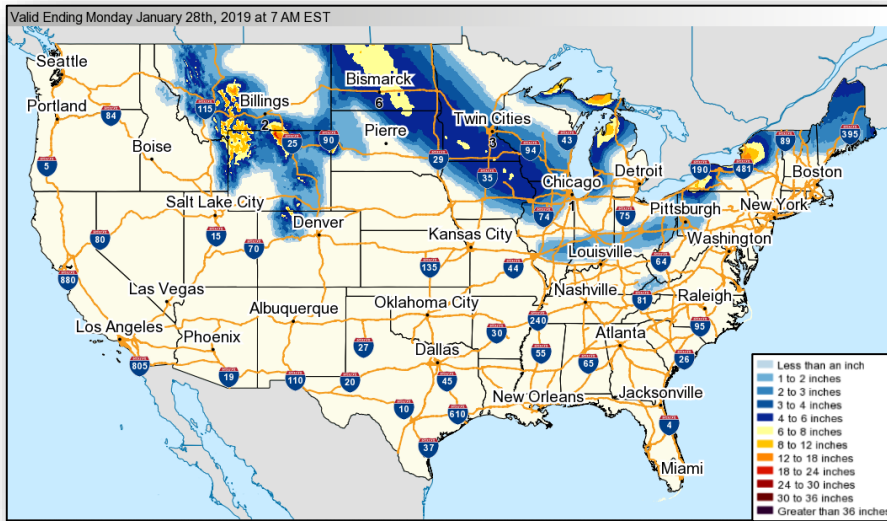 Valid Ending Monday January 28th, 2019 at 7 AM EST
Seattle
Bismarck
Billings
Portland
115
84
6
Twin Cities
2
Pierre
3
25
90
94
43
89
395
Boise
5
29
35
190
481
Boston
Detroit
Chicago
Salt Lake City
74
75
New York
Pittsburgh
Denver
80
15
70
Kansas City
Washington
Louisville
64
880
135
44
Las Vegas
Nashville
81
Raleigh
Albuquerque
Oklahoma City
Los Angeles
Phoenix
240
30
95
Atlanta
27
Dallas
55
65
26
805
19
110
20
45
New Orleans
Jacksonville
10
610
4
37
Miami
Less than an inch
1 to 2 inches
2 to 3 inches
3 to 4 inches
4 to 6 inches
6 to 8 inches
8 to 12 inches
12 to 18 inches
18 to 24 inches
24 to 30 inches
30 to 36 inches
Greater than 36 inches